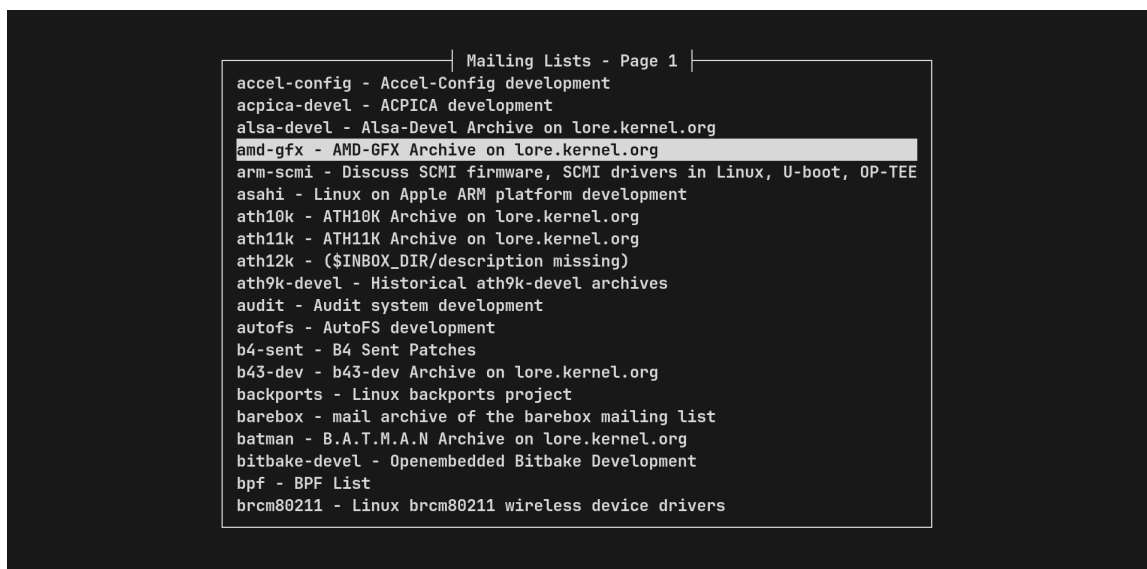 Mailing Lists - Page 1
accel-config - Accel-Config development
acpica-devel - ACPICA development
alsa-devel - Alsa-Devel Archive on lore.kernel.org
amd-gfx - AMD-GFX Archive on lore.kernel.org
arm-scmi - Discuss SCMI firmware, SCMI drivers in Linux, U-boot, OP-TEE
asahi - Linux on Apple ARM platform development
ath10k - ATH10K Archive on lore.kernel.org
ath11k - ATH11K Archive on lore.kernel.org
ath12k - ($INBOX_DIR/description missing)
ath9k-devel - Historical ath9k-devel archives
audit - Audit system development
autofs - AutoFS development
b4-sent - B4 Sent Patches
b43-dev - b43-dev Archive on lore.kernel.org
backports - Linux backports project
barebox - mail archive of the barebox mailing list
batman - B.A.T.M.A.N Archive on lore.kernel.org
bitbake-devel - Openembedded Bitbake Development
bpf - BPF List
brcm80211 - Linux brcm80211 wireless device drivers